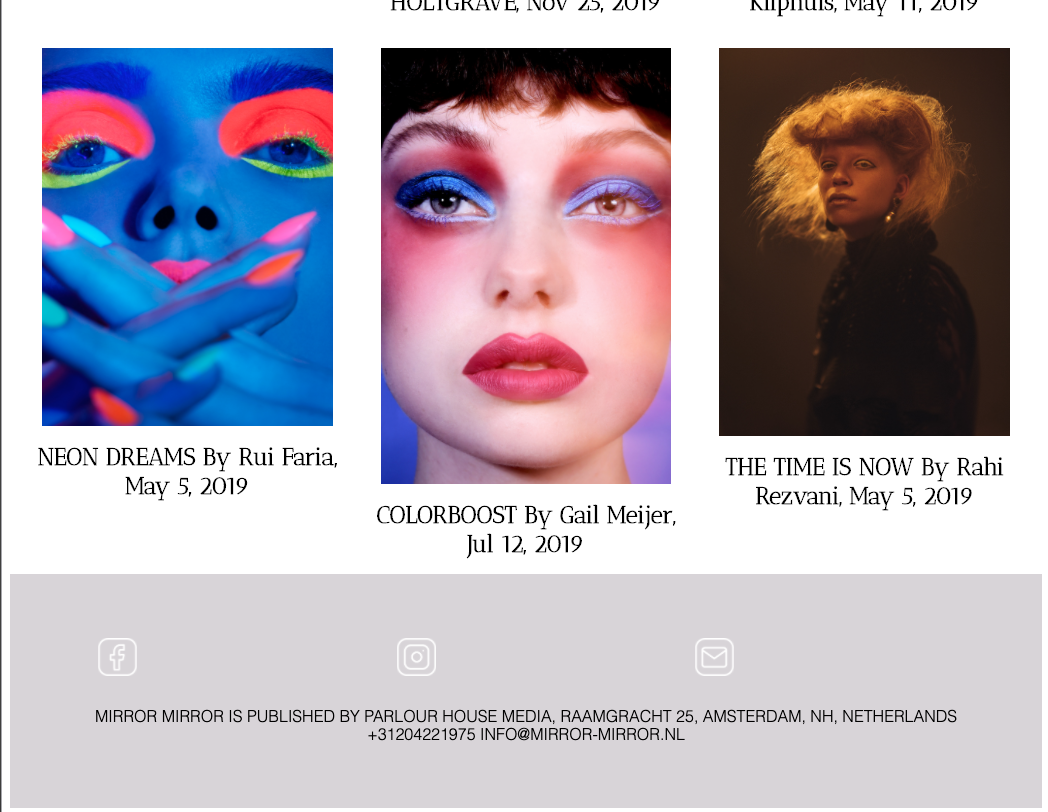 HOLTGRAVE, Nov 25, 2019
Kliphuis, May 11, 2019
NEON DREAMS By Rui Faria,
May 5, 2019
COLORBOOST By Gail Meijer,
Jul 12, 2019
THE TIME IS NOW By Rahi
Rezvani, May 5, 2019
MIRROR MIRROR IS PUBLISHED BY PARLOUR HOUSE MEDIA, RAAMGRACHT 25, AMSTERDAM, NH, NETHERLANDS
+31204221975 INFO@MIRROR-MIRROR.NL